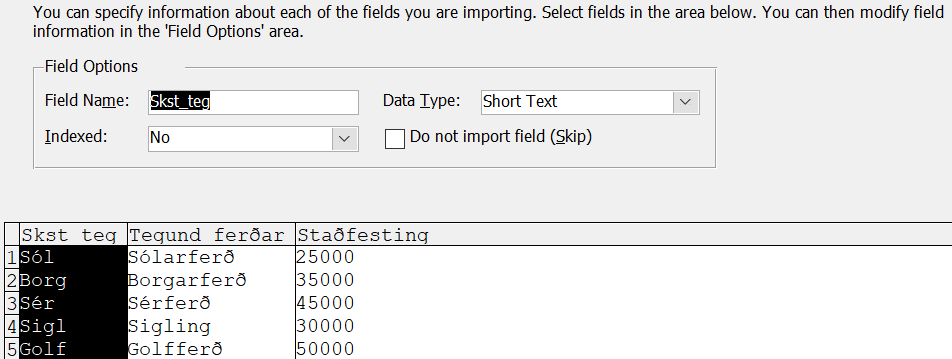 You can specify information about each of the fields you are importing. Select fields in the area below. You can then modify field
information in the 'Field Options' area.
Field Options
Field Name: Skst_teg Data Type: Short Text
Indexed: No Do not import field (Skip)
Skst_teg Tegund ferðar Staðfesting
1 Sól Sólarferð 25000
2 Borg Borgarferð 35000
3 Sér Sérferð 45000
4 Sigl Sigling 30000
5 Golf Golfferð 50000